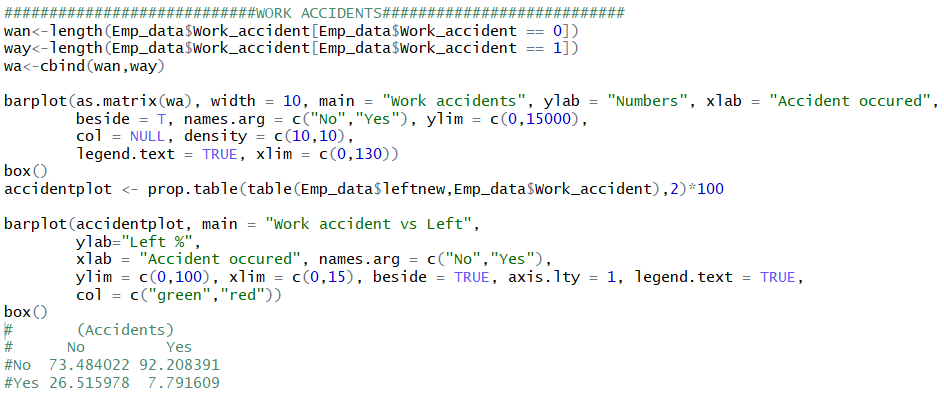 ############################WORK ACCIDENTS###########################
wan<-length(Emp_data$Work_accident[Emp_data$Work_accident == 0])
way<-length(Emp_data$Work_accident[Emp_data$Work_accident == 1])
wa<-cbind(wan,way)
barplot(as.matrix(wa), width = 10, main = "Work accidents", ylab = "Numbers", xlab = "Accident occured",
        beside = T, names.arg = c("No","Yes"), ylim = c(0,15000),
        col = NULL, density = c(10,10),
        legend.text = TRUE, xlim = c(0,130))
box()
accidentplot <- prop.table(table(Emp_data$leftnew,Emp_data$Work_accident),2)*100
barplot(accidentplot, main = "Work accident vs Left",
        ylab="Left %",
        xlab = "Accident occured", names.arg = c("No","Yes"),
        ylim = c(0,100), xlim = c(0,15), beside = TRUE, axis.lty = 1, legend.text = TRUE,
        col = c("green","red"))
box()
#       (Accidents)
#      No         Yes
#No  73.484022 92.208391
#Yes 26.515978  7.791609